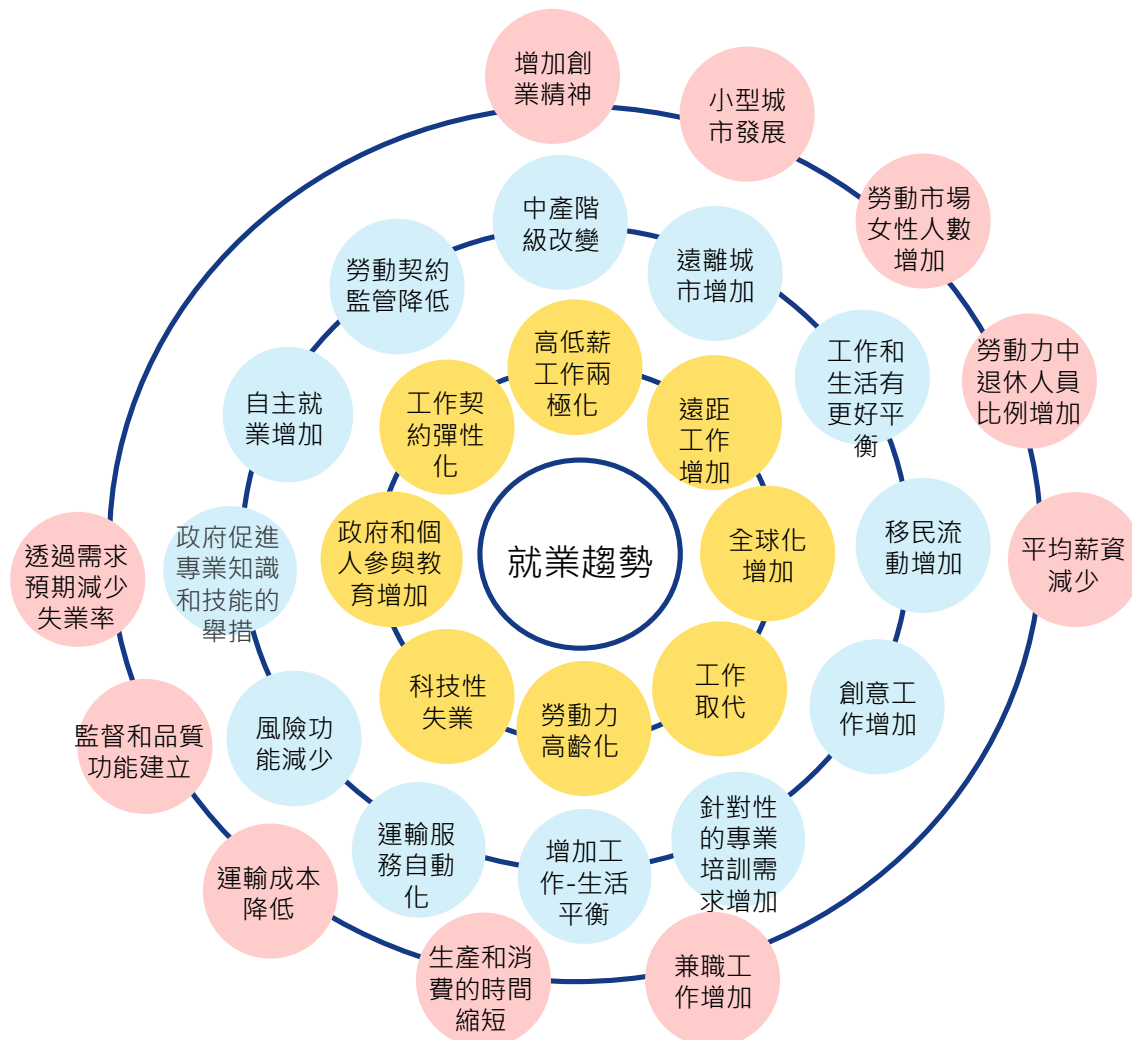 增加創
業精神
小型城
市發展
勞動市場
女性人數
增加
勞動力中
退休人員
比例增加
平均薪資
減少
兼職工
作增加
生產和消
費的時間
縮短
運輸成本
降低
監督和品質
功能建立
透過需求
預期減少
失業率
中產階
級改變
遠離城
市增加
工作和
生活有
更好平
衡
移民流
動增加
創意工
作增加
針對性
的專業
培訓需
求增加
增加工
作-生活
平衡
運輸服
務自動
化
風險功
能減少
政府促進
專業知識
和技能的
舉措
自主就
業增加
勞動契約
監管降低
高低薪
工作兩
極化
遠距
工作
增加
全球化
增加
工作
取代
勞動力
高齡化
科技性
失業
政府和個
人參與教
育增加
工作契
約彈性
化
就業趨勢